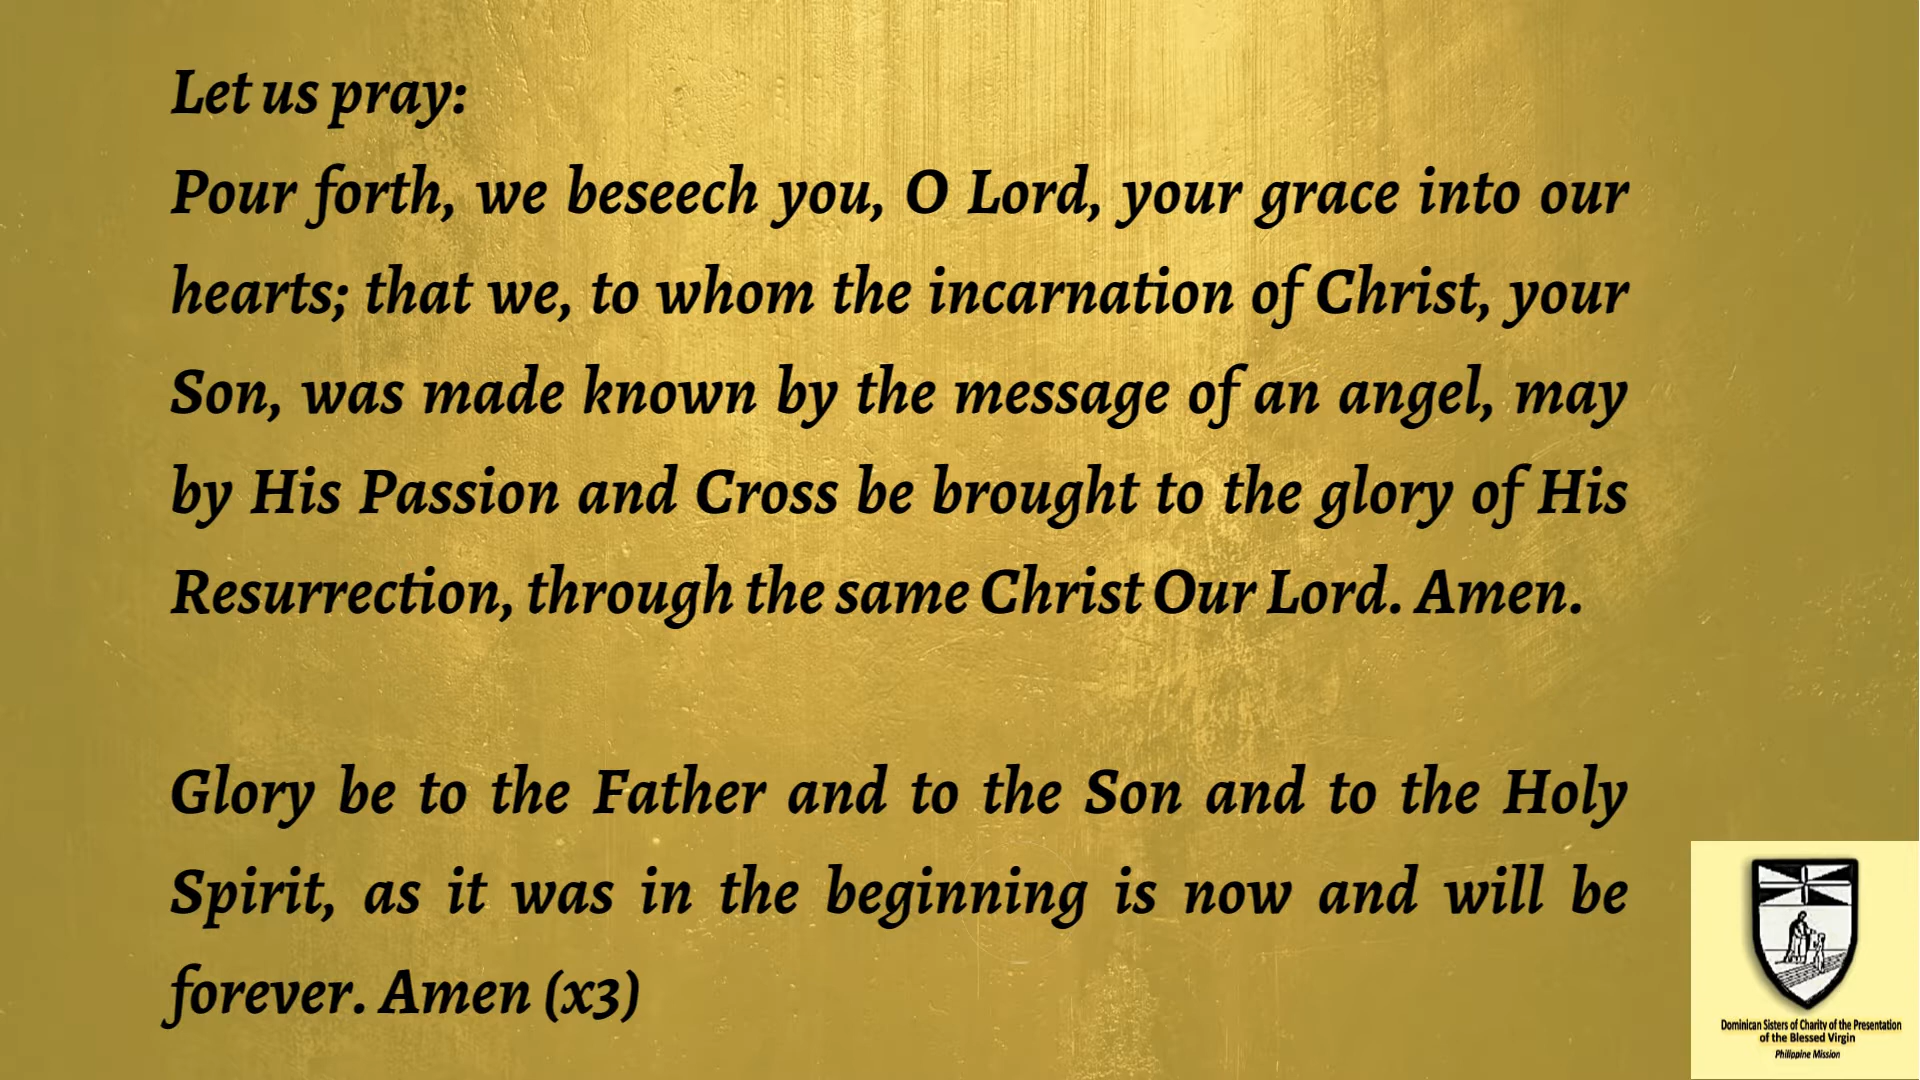 Let us pray:
Pour forth, we beseech you, O Lord, your grace into our
hearts; that we, to whom the incarnation of Christ, your
Son, was made known by the message of an angel, may
by His Passion and Cross be brought to the glory of His
Resurrection, through the same Christ Our Lord. Amen.
Glory be to the Father and to the Son and to the Holy
Spirit, as it was in the beginning is now and will be
forever. Amen (x3)
Dominican Sisters of Charity of the Presentation
of the Blessed Virgin
Philippine Mission